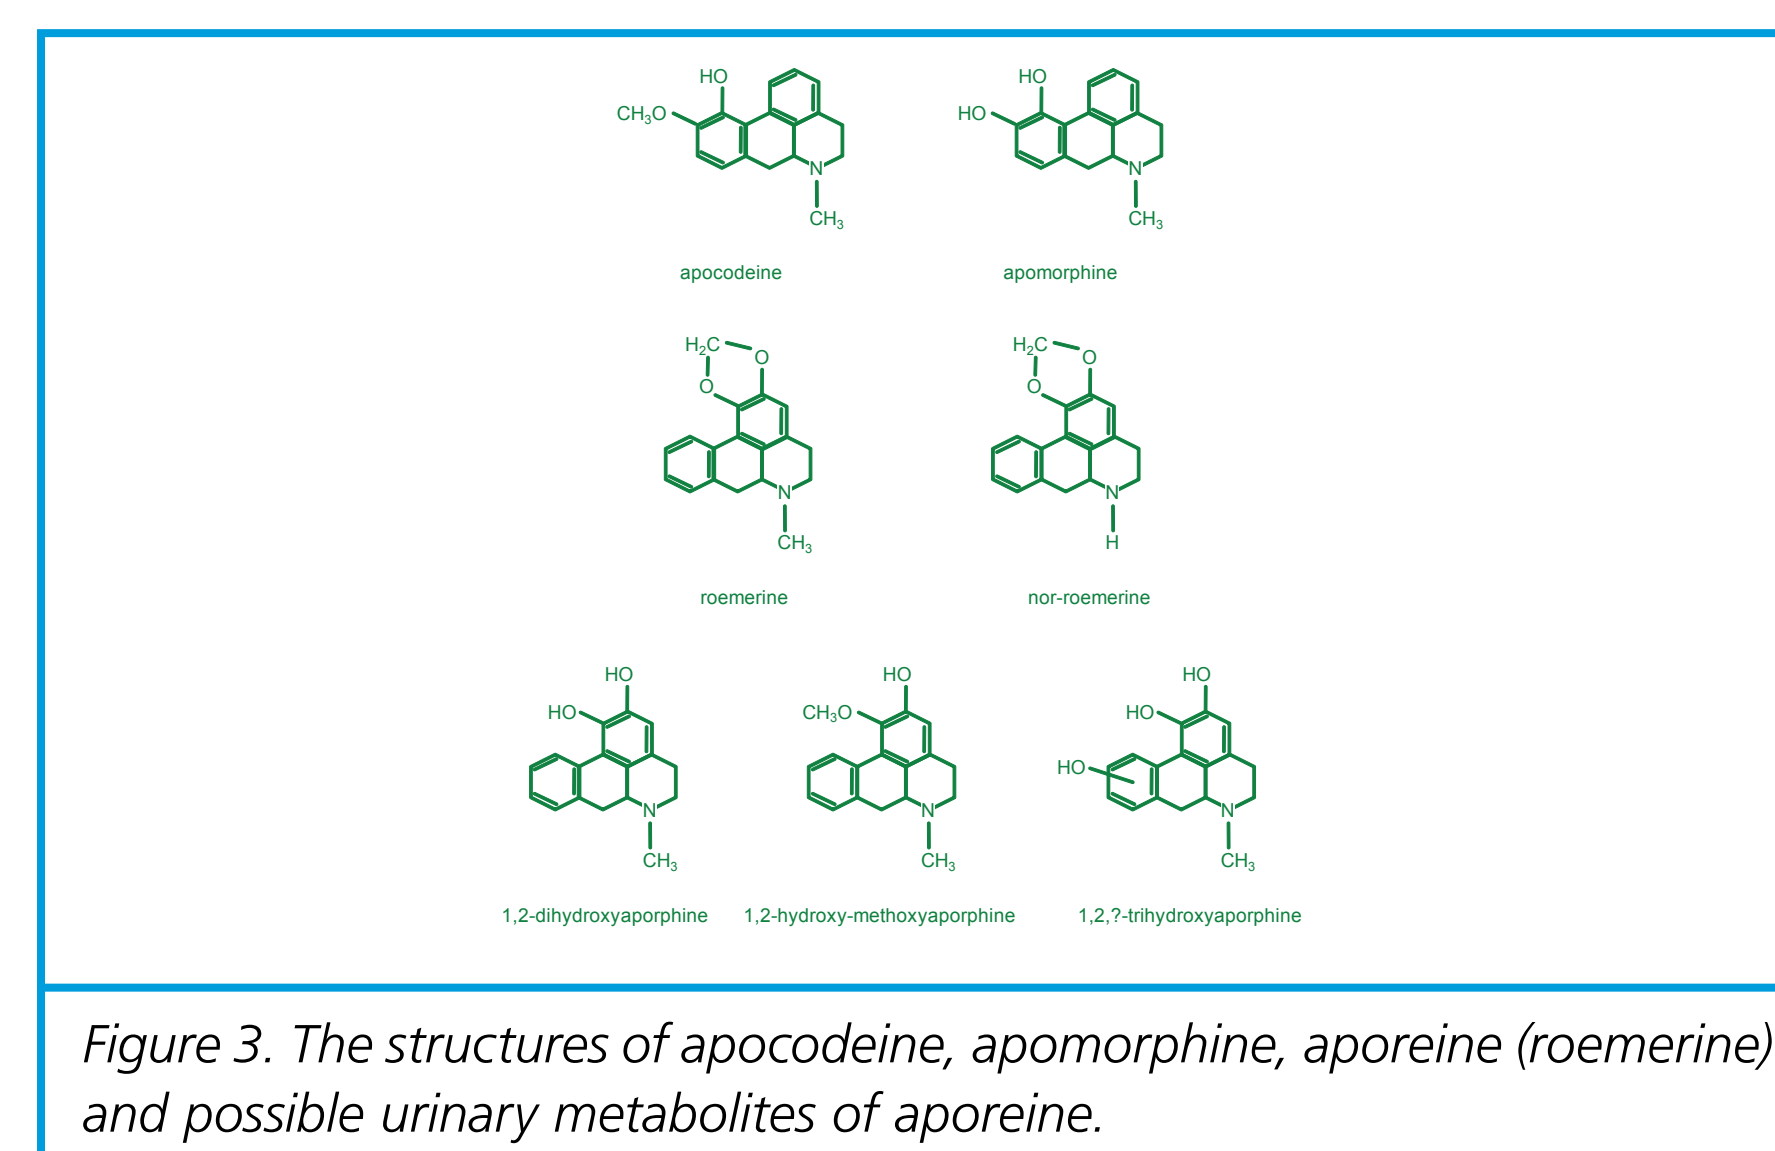 HO HO
CH₃O HO
N N
CH₃ CH₃
apocodeine apomorphine
H₂C O H₂C O
O O
N N
CH₃ H
roemerine nor-roemerine
HO HO HO
HO CH₃O HO
HO
N N N
CH₃ CH₃ CH₃
1,2-dihydroxyaporphine 1,2-hydroxy-methoxyaporphine 1,2,?-trihydroxyaporphine
Figure 3. The structures of apocodeine, apomorphine, aporeine (roemerine)
and possible urinary metabolites of aporeine.